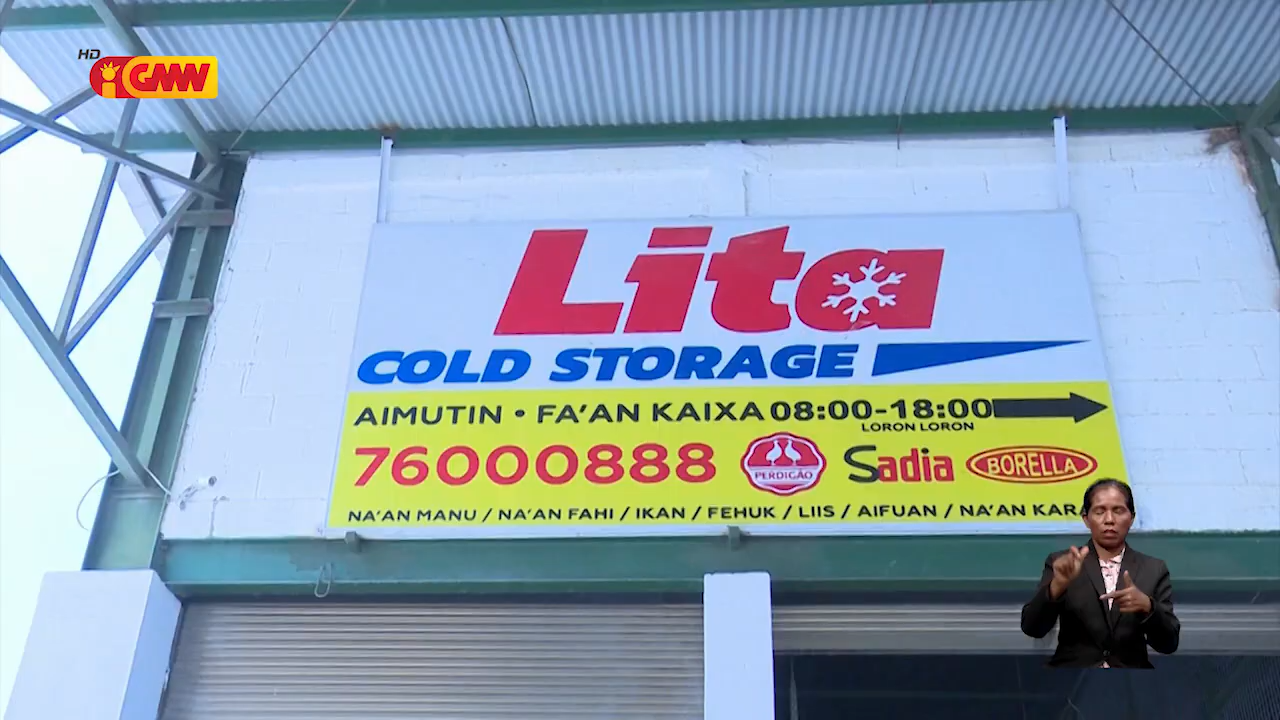 HD
GMN
Lita
COLD STORAGE
AIMUTIN • FA'AN KAIXA 08:00-18:00
LORON LORON
76000888 PERDIGÃO Sadia BORELLA
NA'AN MANU / NA'AN FAHI / IKAN / FEHUK / LIIS / AIFUAN / NA'AN